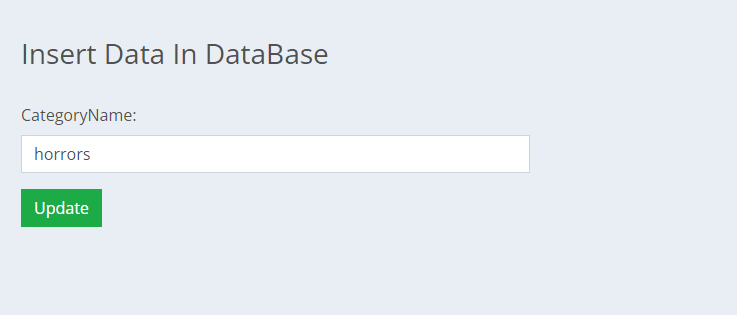 Insert Data In DataBase
CategoryName:
horrors
Update